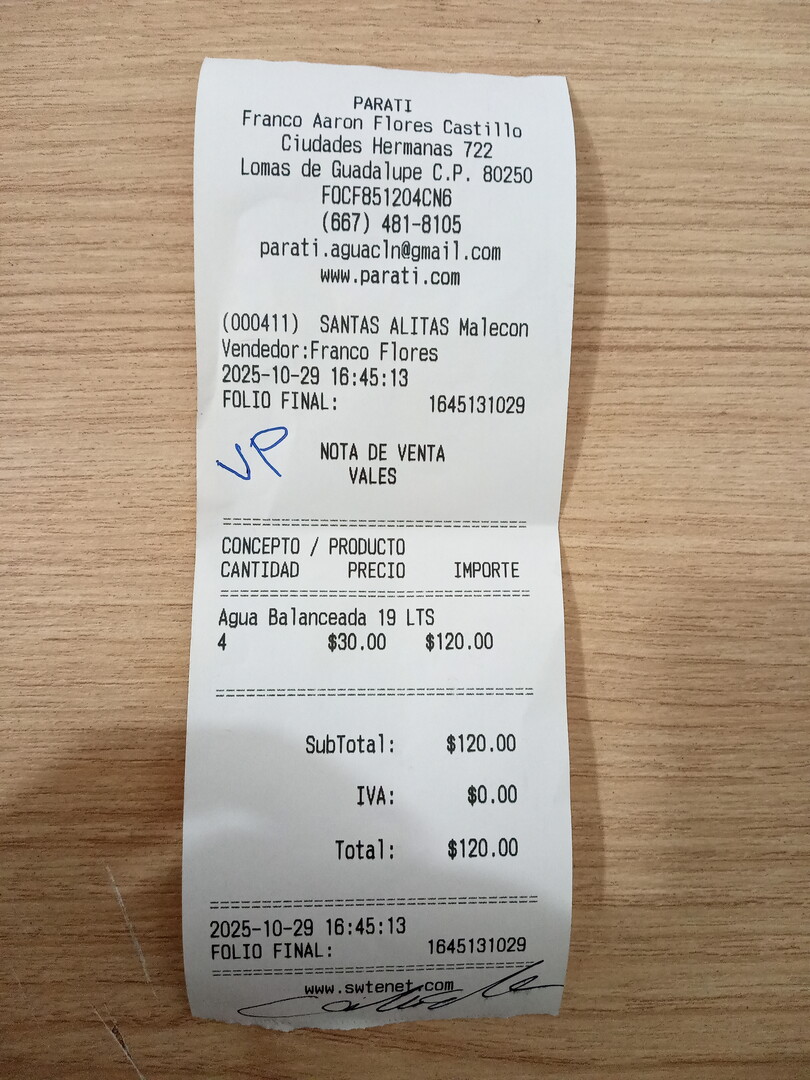 PARATI
Franco Aaron Flores Castillo
Ciudades Hermanas 722
Lomas de Guadalupe C.P. 80250
FOCF851204CN6
(667) 481-8105
parati.aguacln@gmail.com
www.parati.com
(000411) SANTAS ALITAS Malecon
Vendedor:Franco Flores
2025-10-29 16:45:13
FOLIO FINAL: 1645131029
VP
NOTA DE VENTA
VALES
==============================
CONCEPTO / PRODUCTO
CANTIDAD PRECIO IMPORTE
==============================
Agua Balanceada 19 LTS
4 $30.00 $120.00
==============================
SubTotal: $120.00
IVA: $0.00
Total: $120.00
==============================
2025-10-29 16:45:13
FOLIO FINAL: 1645131029
==============================
www.swtenet.com